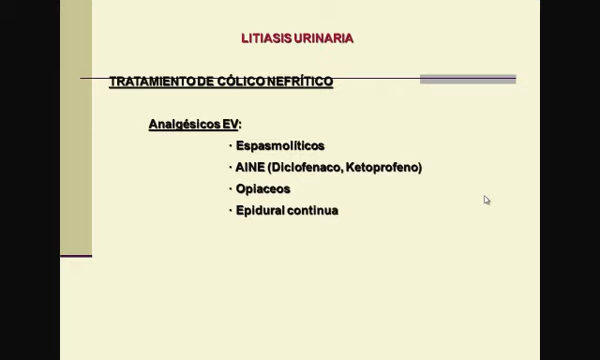 LITIASIS URINARIA
TRATAMIENTO DE CÓLICO NEFRÍTICO
Analgésicos EV:
· Espasmolíticos
· AINE (Diclofenaco, Ketoprofeno)
· Opiaceos
· Epidural continua